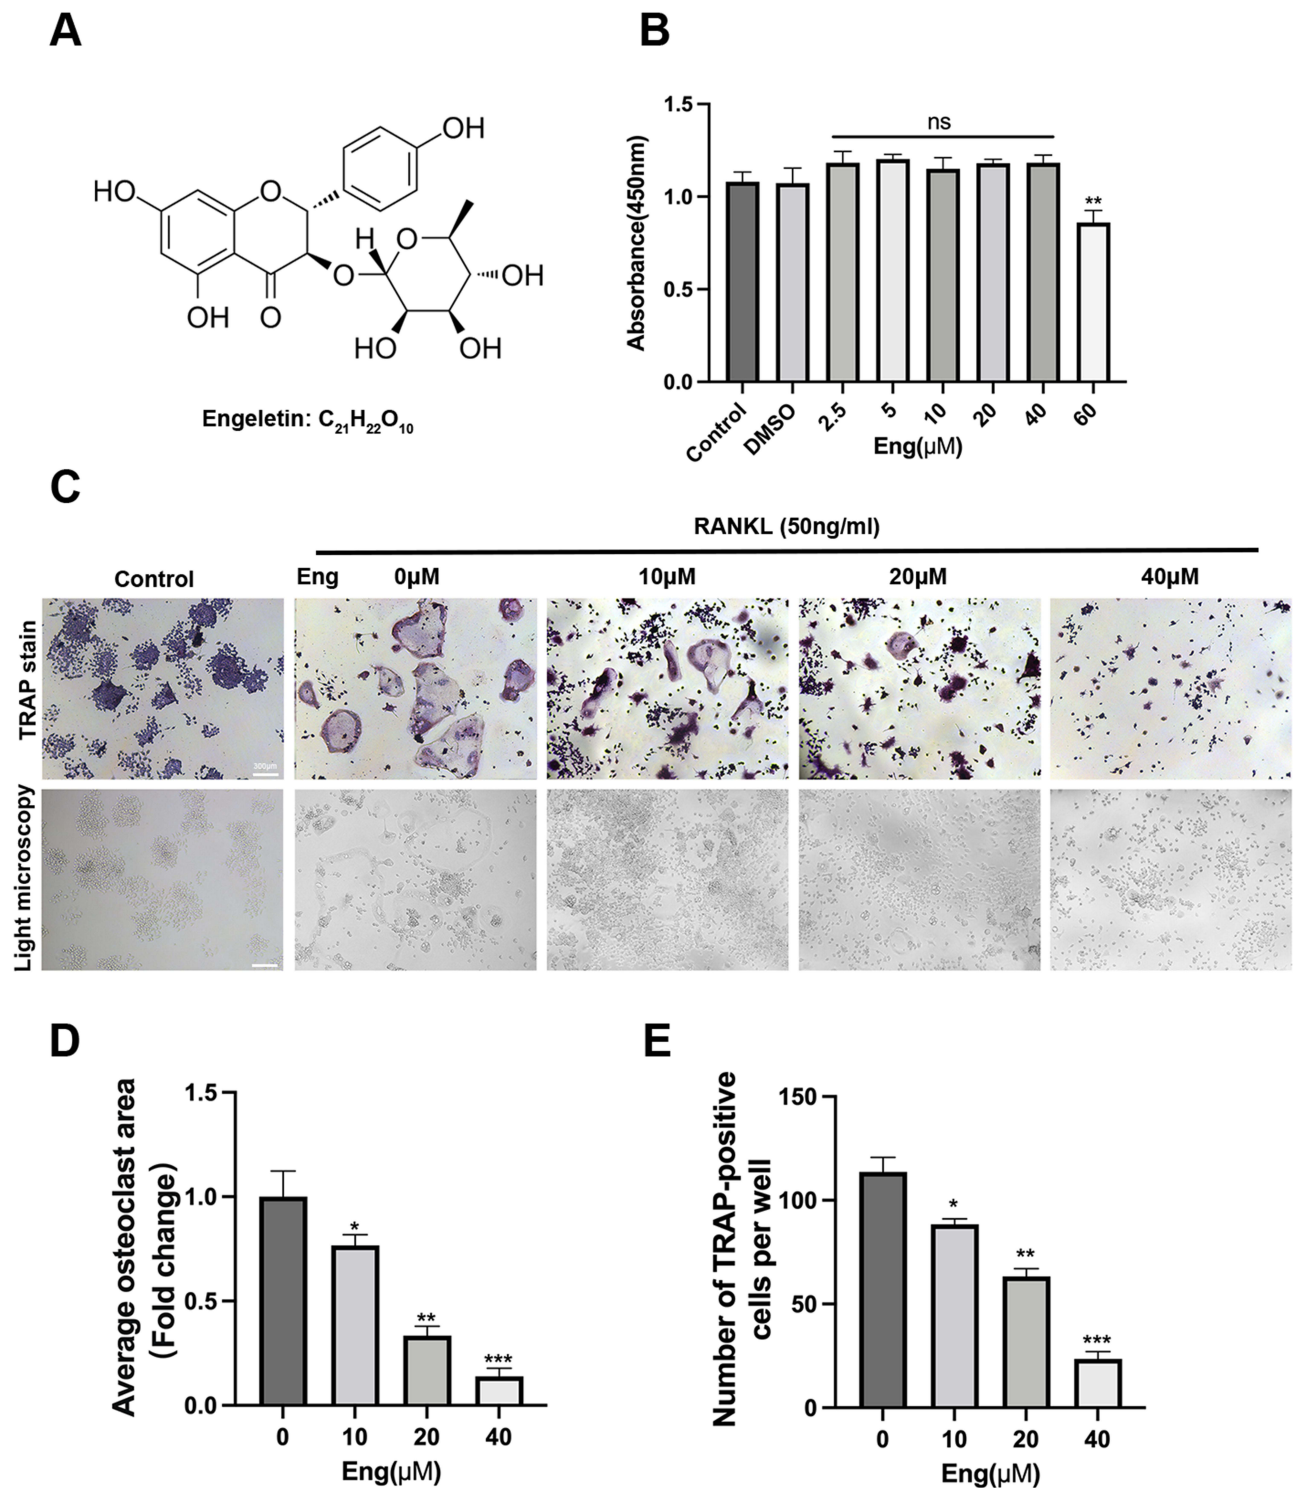 A
OH
HO
O
H
O
O
OH
OH
O
HO
OH
Engeletin: C21H22O10
B
Absorbance(450nm)
1.5
1.0
0.5
0.0
ns
**
Control
DMSO
2.5
5
10
20
40
60
Eng(µM)
C
RANKL (50ng/ml)
Control
Eng
0µM
10µM
20µM
40µM
TRAP stain
300µm
Light microscopy
D
Average osteoclast area
(Fold change)
1.5
1.0
0.5
0.0
*
**
***
0
10
20
40
Eng(µM)
E
Number of TRAP-positive
cells per well
150
100
50
0
*
**
***
0
10
20
40
Eng(µM)